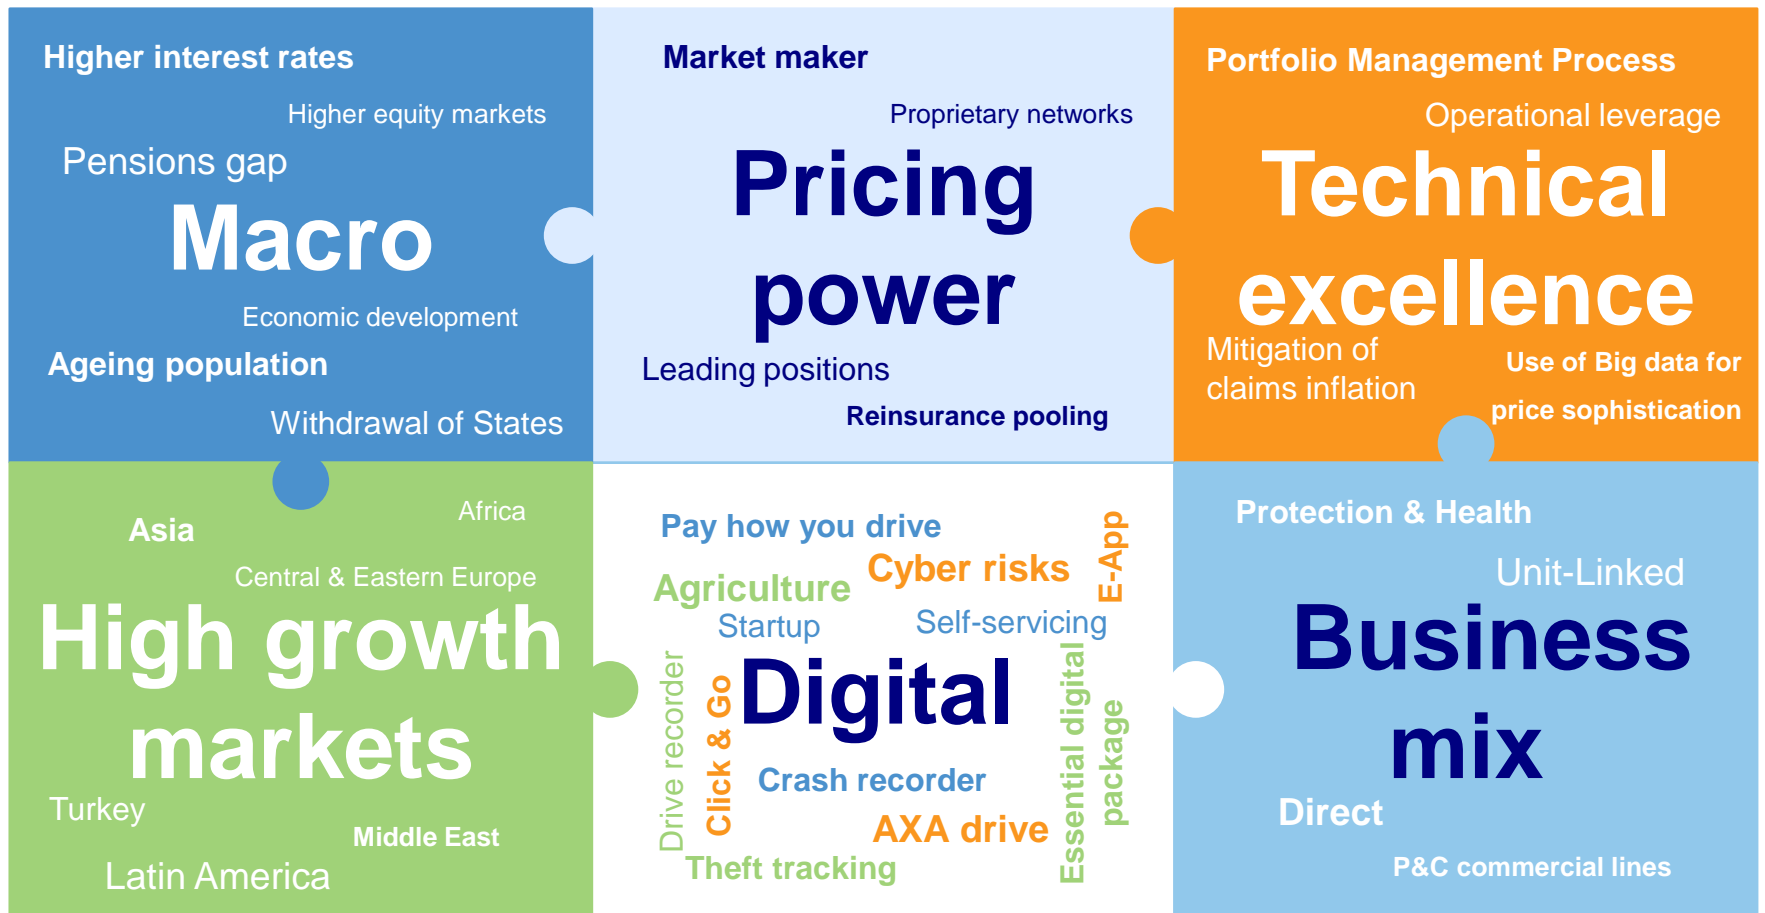 Higher interest rates
Higher equity markets
Pensions gap
Macro
Economic development
Ageing population
Withdrawal of States
Market maker
Proprietary networks
Pricing
power
Leading positions
Reinsurance pooling
Portfolio Management Process
Operational leverage
Technical
excellence
Mitigation of
claims inflation
Use of Big data for
price sophistication
Africa
Asia
Central & Eastern Europe
High growth
markets
Turkey
Middle East
Latin America
Pay how you drive
E-App
Cyber risks
Agriculture
Startup
Self-servicing
Drive recorder
Click & Go
Digital
Essential digital
package
Crash recorder
AXA drive
Theft tracking
Protection & Health
Unit-Linked
Business
mix
Direct
P&C commercial lines